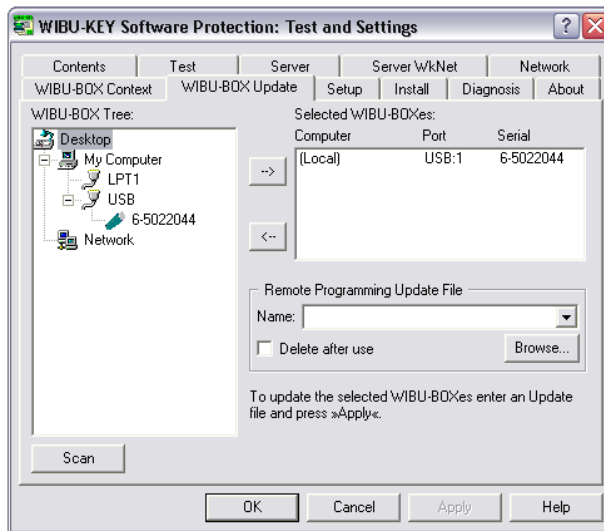 WIBU-KEY Software Protection: Test and Settings
Contents Test Server Server WkNet Network
WIBU-BOX Context WIBU-BOX Update Setup Install Diagnosis About
WIBU-BOX Tree:
Desktop
My Computer
LPT1
USB
6-5022044
Network
Scan
-->
<--
Selected WIBU-BOXes:
Computer Port Serial
(Local) USB:1 6-5022044
Remote Programming Update File
Name:
Delete after use
Browse...
To update the selected WIBU-BOXes enter an Update
file and press »Apply«.
OK Cancel Apply Help